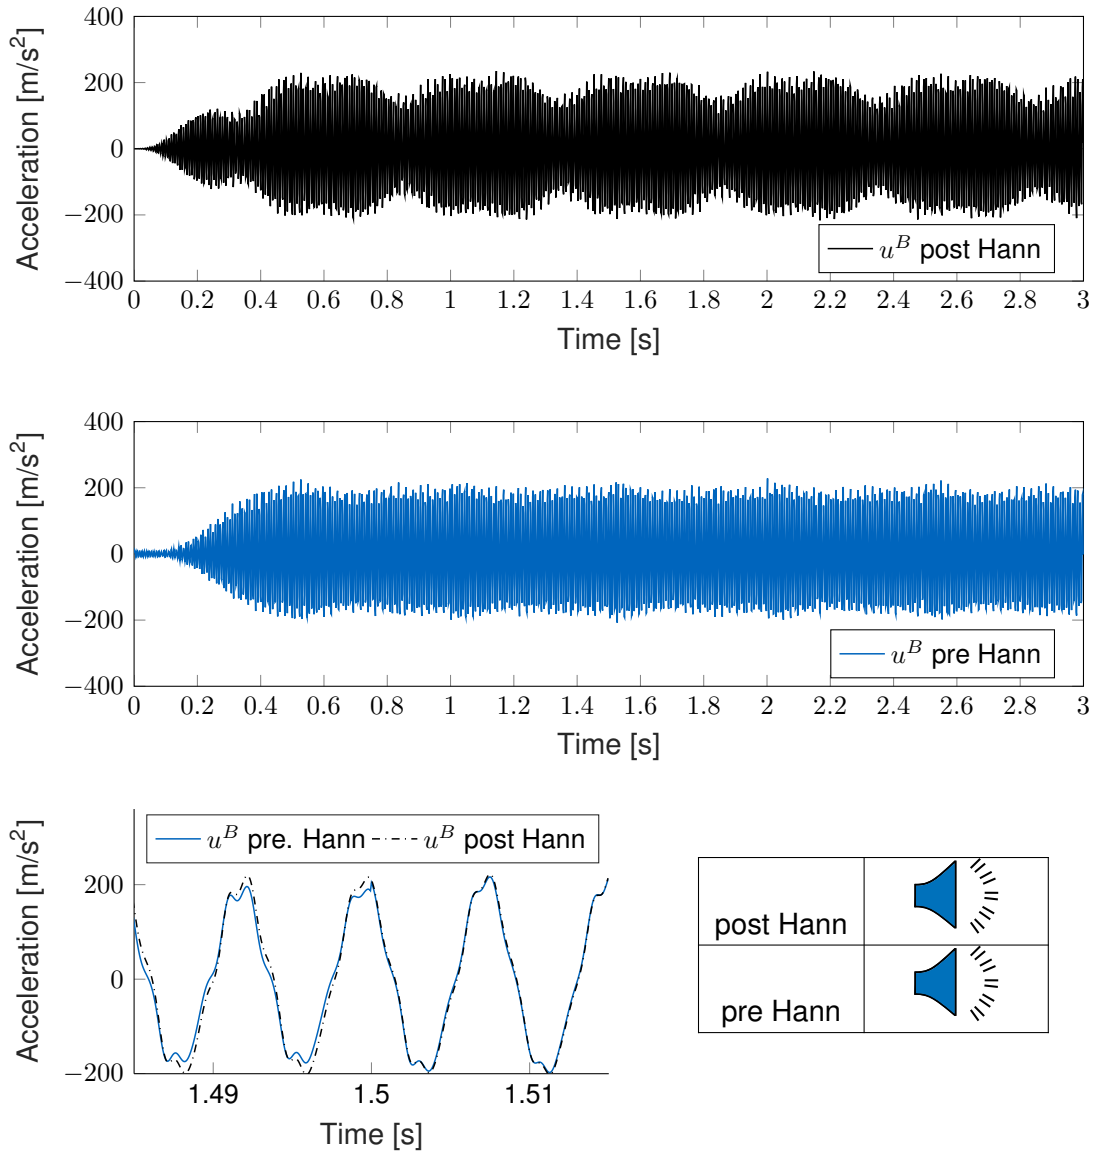 400
200
0
−200
−400
Acceleration [m/s²]
u^B post Hann
0 0.2 0.4 0.6 0.8 1 1.2 1.4 1.6 1.8 2 2.2 2.4 2.6 2.8 3
Time [s]
400
200
0
−200
−400
Acceleration [m/s²]
u^B pre Hann
0 0.2 0.4 0.6 0.8 1 1.2 1.4 1.6 1.8 2 2.2 2.4 2.6 2.8 3
Time [s]
u^B pre. Hann u^B post Hann
200
0
−200
Acceleration [m/s²]
1.49 1.5 1.51
Time [s]
post Hann
pre Hann